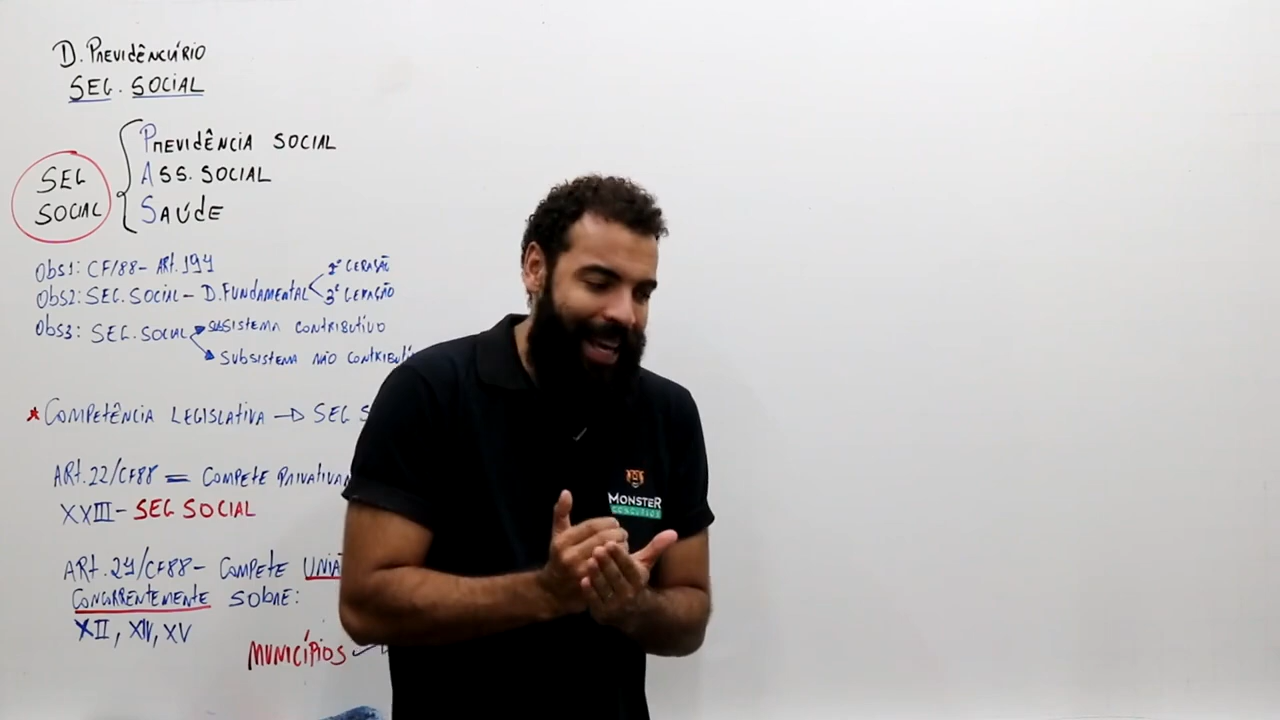 D. PREVIDÊNCIÁRIO
SEG. SOCIAL
SEG
SOCIAL
PREVIDÊNCIA SOCIAL
ASS. SOCIAL
SAÚDE
Obs1: CF/88- ART. 194
Obs2: SEG. SOCIAL - D. FUNDAMENTAL
2ª GERAÇÃO
3ª GERAÇÃO
Obs3: SEG. SOCIAL
SUBSISTEMA CONTRIBUTIVO
SUBSISTEMA NÃO CONTRIBUTI
* COMPETÊNCIA LEGISLATIVA → SEG S
ART. 22/CF88 = COMPETE PRIVATIVAM
XXIII- SEG SOCIAL
ART. 24/CF88- COMPETE UNIÃ
CONCORRENTEMENTE SOBRE:
XII, XIV, XV
MUNICÍPIOS
MONSTER
CONCURSOS